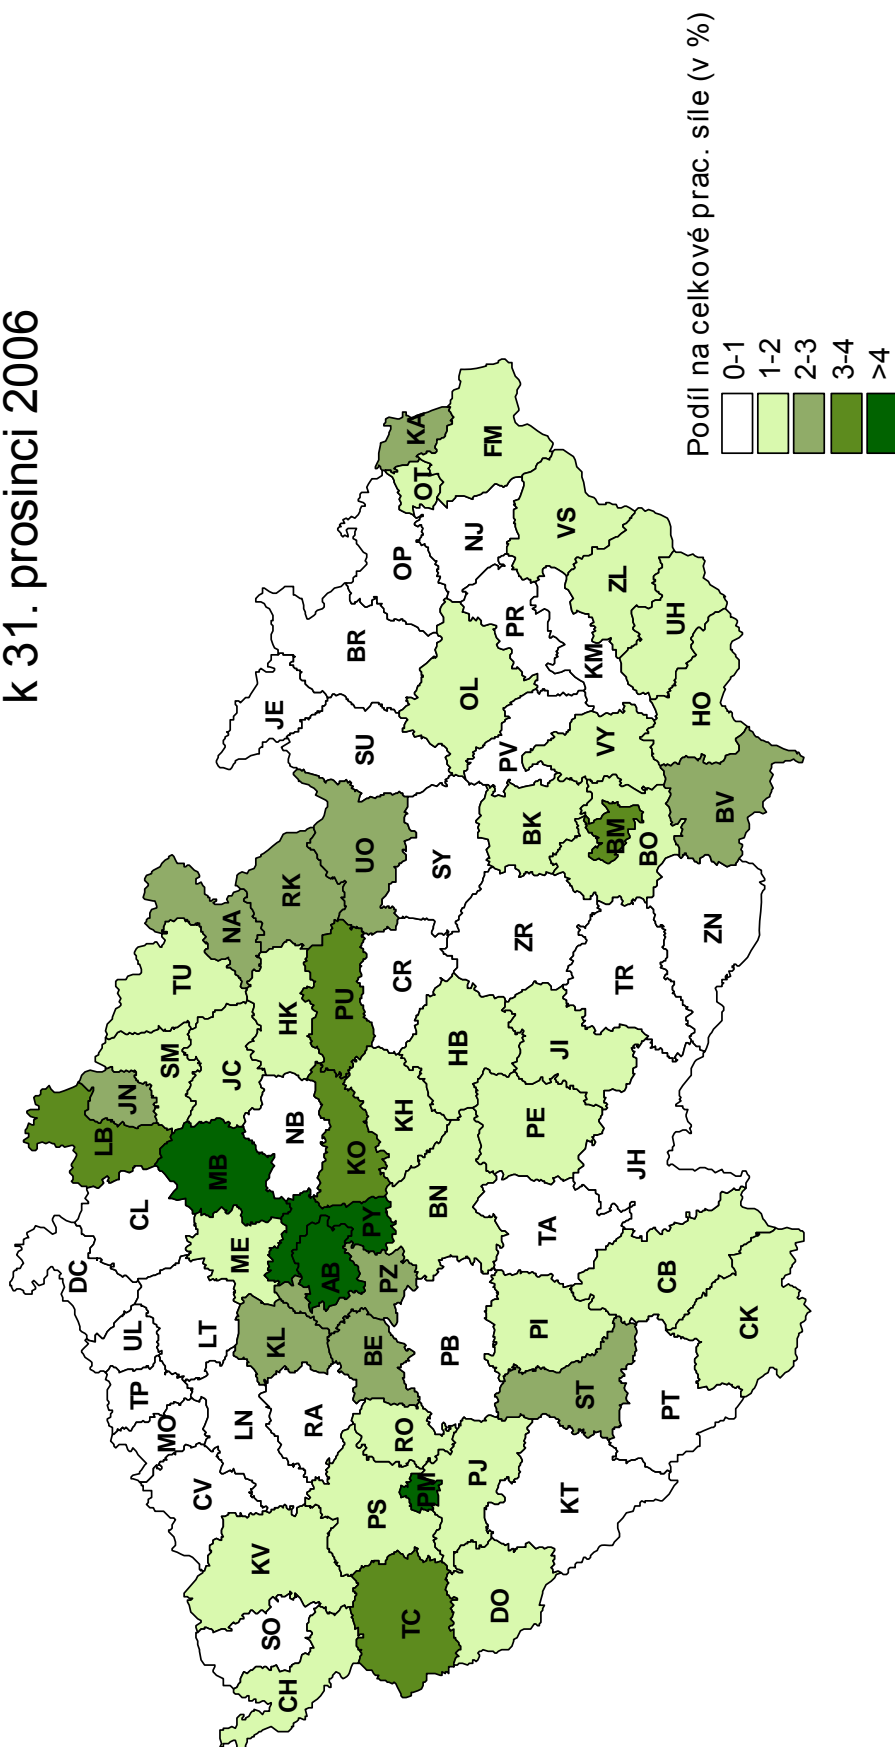 k 31. prosinci 2006
DC
LB
JN
SM
TU
CL
UL
TP
MO
LT
MB
JC
NA
ME
CV
LN
KL
RA
KV
SO
CH
NB
HK
RK
JE
AB
PY
KO
PU
UO
SU
BR
OP
OT
KA
PZ
BE
RO
PS
PM
TC
KH
CR
SY
OL
NJ
FM
BN
PB
PJ
DO
HB
ZR
BK
PV
PR
VS
PE
JI
TA
PI
ST
KT
BM
BO
VY
KM
ZL
JH
TR
CB
PT
CK
ZN
BV
HO
UH
Podíl na celkové prac. síle (v %)
0-1
1-2
2-3
3-4
>4